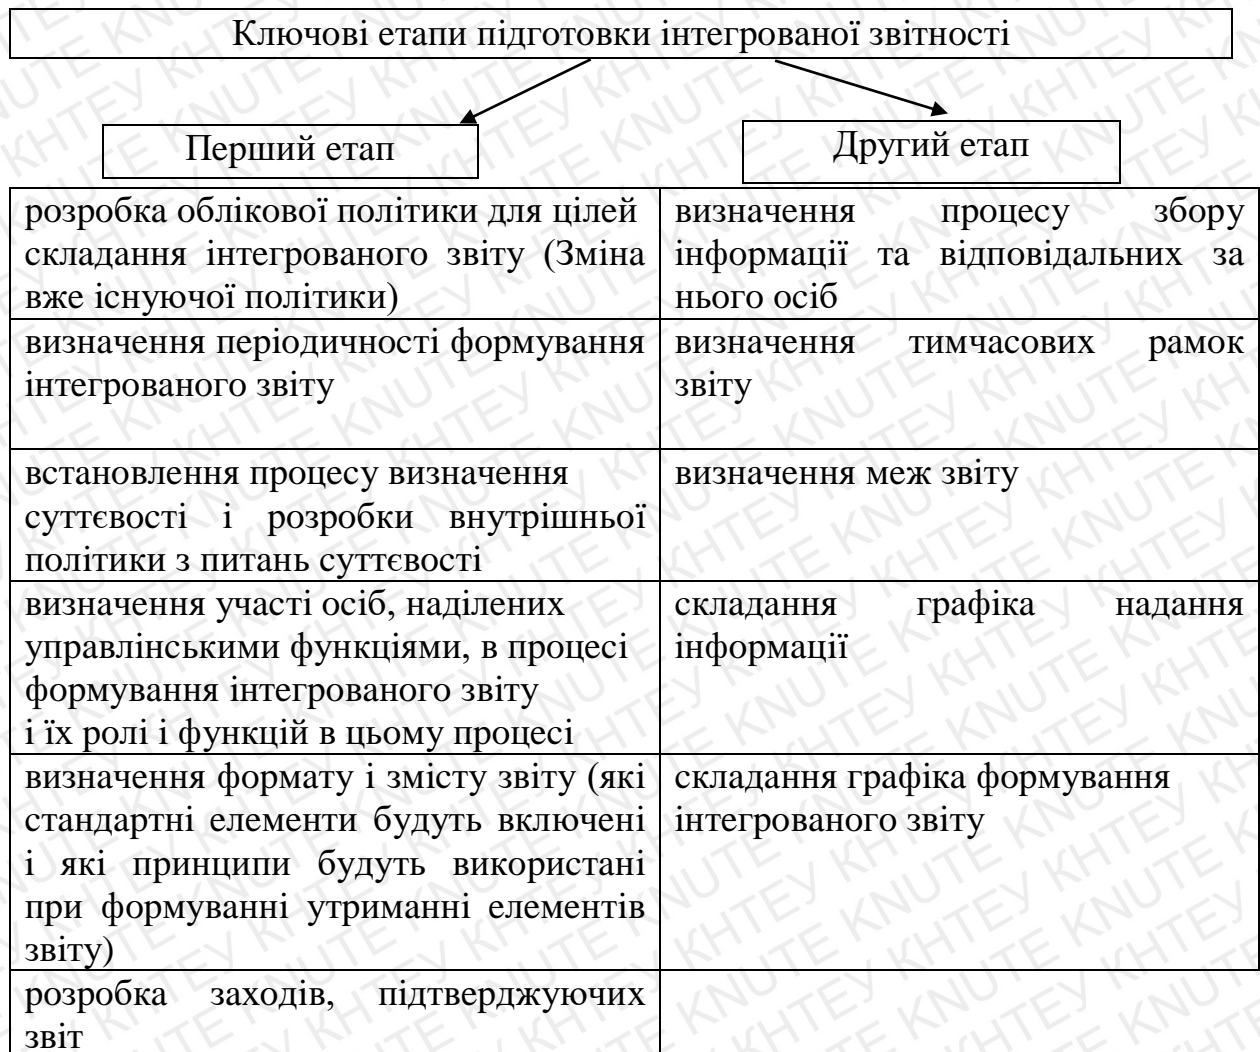 Ключові етапи підготовки інтегрованої звітності
Перший етап
Другий етап
розробка облікової політики для цілей
складання інтегрованого звіту (Зміна
вже існуючої політики)
визначення процесу збору
інформації та відповідальних за
нього осіб
визначення періодичності формування
інтегрованого звіту
визначення тимчасових рамок
звіту
встановлення процесу визначення
суттєвості і розробки внутрішньої
політики з питань суттєвості
визначення меж звіту
визначення участі осіб, наділених
управлінськими функціями, в процесі
формування інтегрованого звіту
і їх ролі і функцій в цьому процесі
складання графіка надання
інформації
визначення формату і змісту звіту (які
стандартні елементи будуть включені
і які принципи будуть використані
при формуванні утриманні елементів
звіту)
складання графіка формування
інтегрованого звіту
розробка заходів, підтверджуючих
звіт